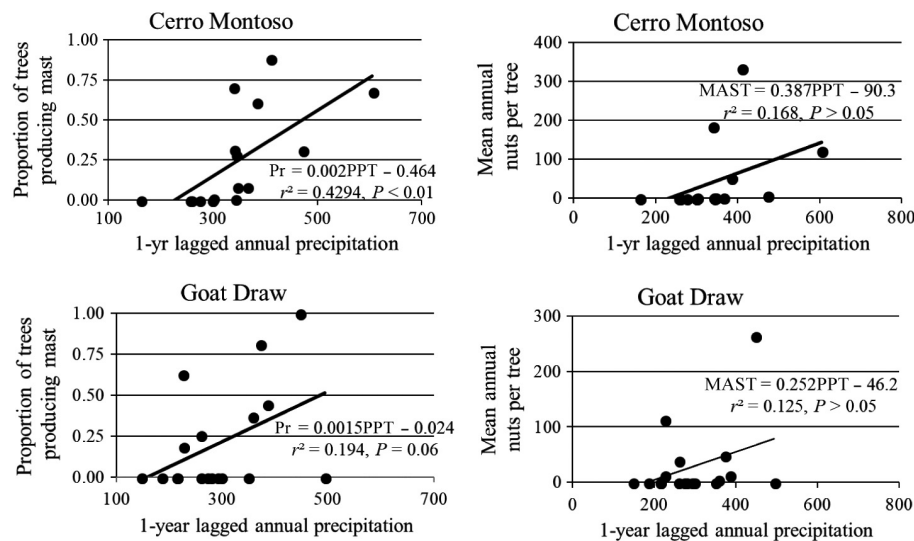 Cerro Montoso
Proportion of trees
producing mast
1.00
0.75
0.50
0.25
0.00
Pr = 0.002PPT – 0.464
r² = 0.4294, P < 0.01
100 300 500 700
1-yr lagged annual precipitation
Cerro Montoso
Mean annual
nuts per tree
400
300
200
100
0
MAST = 0.387PPT – 90.3
r² = 0.168, P > 0.05
0 200 400 600 800
1-yr lagged annual precipitation
Goat Draw
Proportion of trees
producing mast
1.00
0.75
0.50
0.25
0.00
Pr = 0.0015PPT – 0.024
r² = 0.194, P = 0.06
100 300 500 700
1-year lagged annual precipitation
Goat Draw
Mean annual
nuts per tree
300
200
100
0
MAST = 0.252PPT – 46.2
r² = 0.125, P > 0.05
0 200 400 600 800
1-year lagged annual precipitation